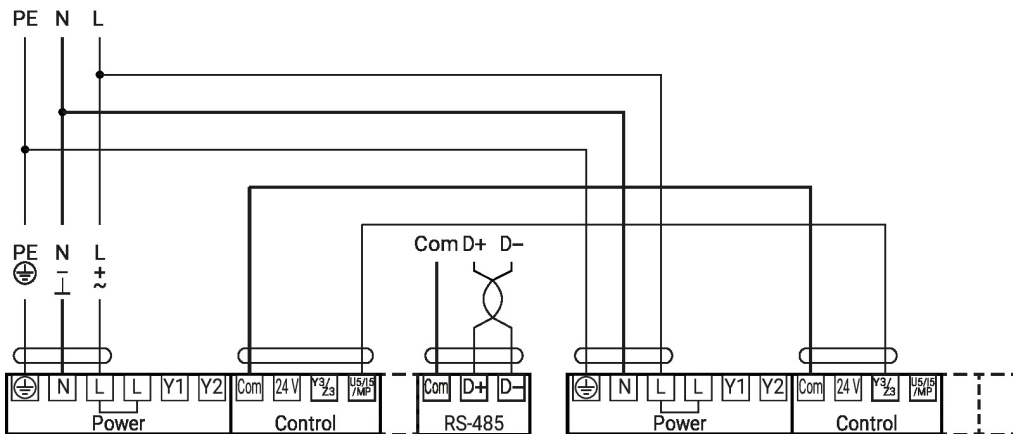 PE N L
Com D+ D–
PE N L
– +
⊥ ~
N L L Y1 Y2 Com 24 V Y3/Z3 U5/I5/MP Com D+ D– N L L Y1 Y2 Com 24 V Y3/Z3 U5/I5/MP
Power Control RS-485 Power Control